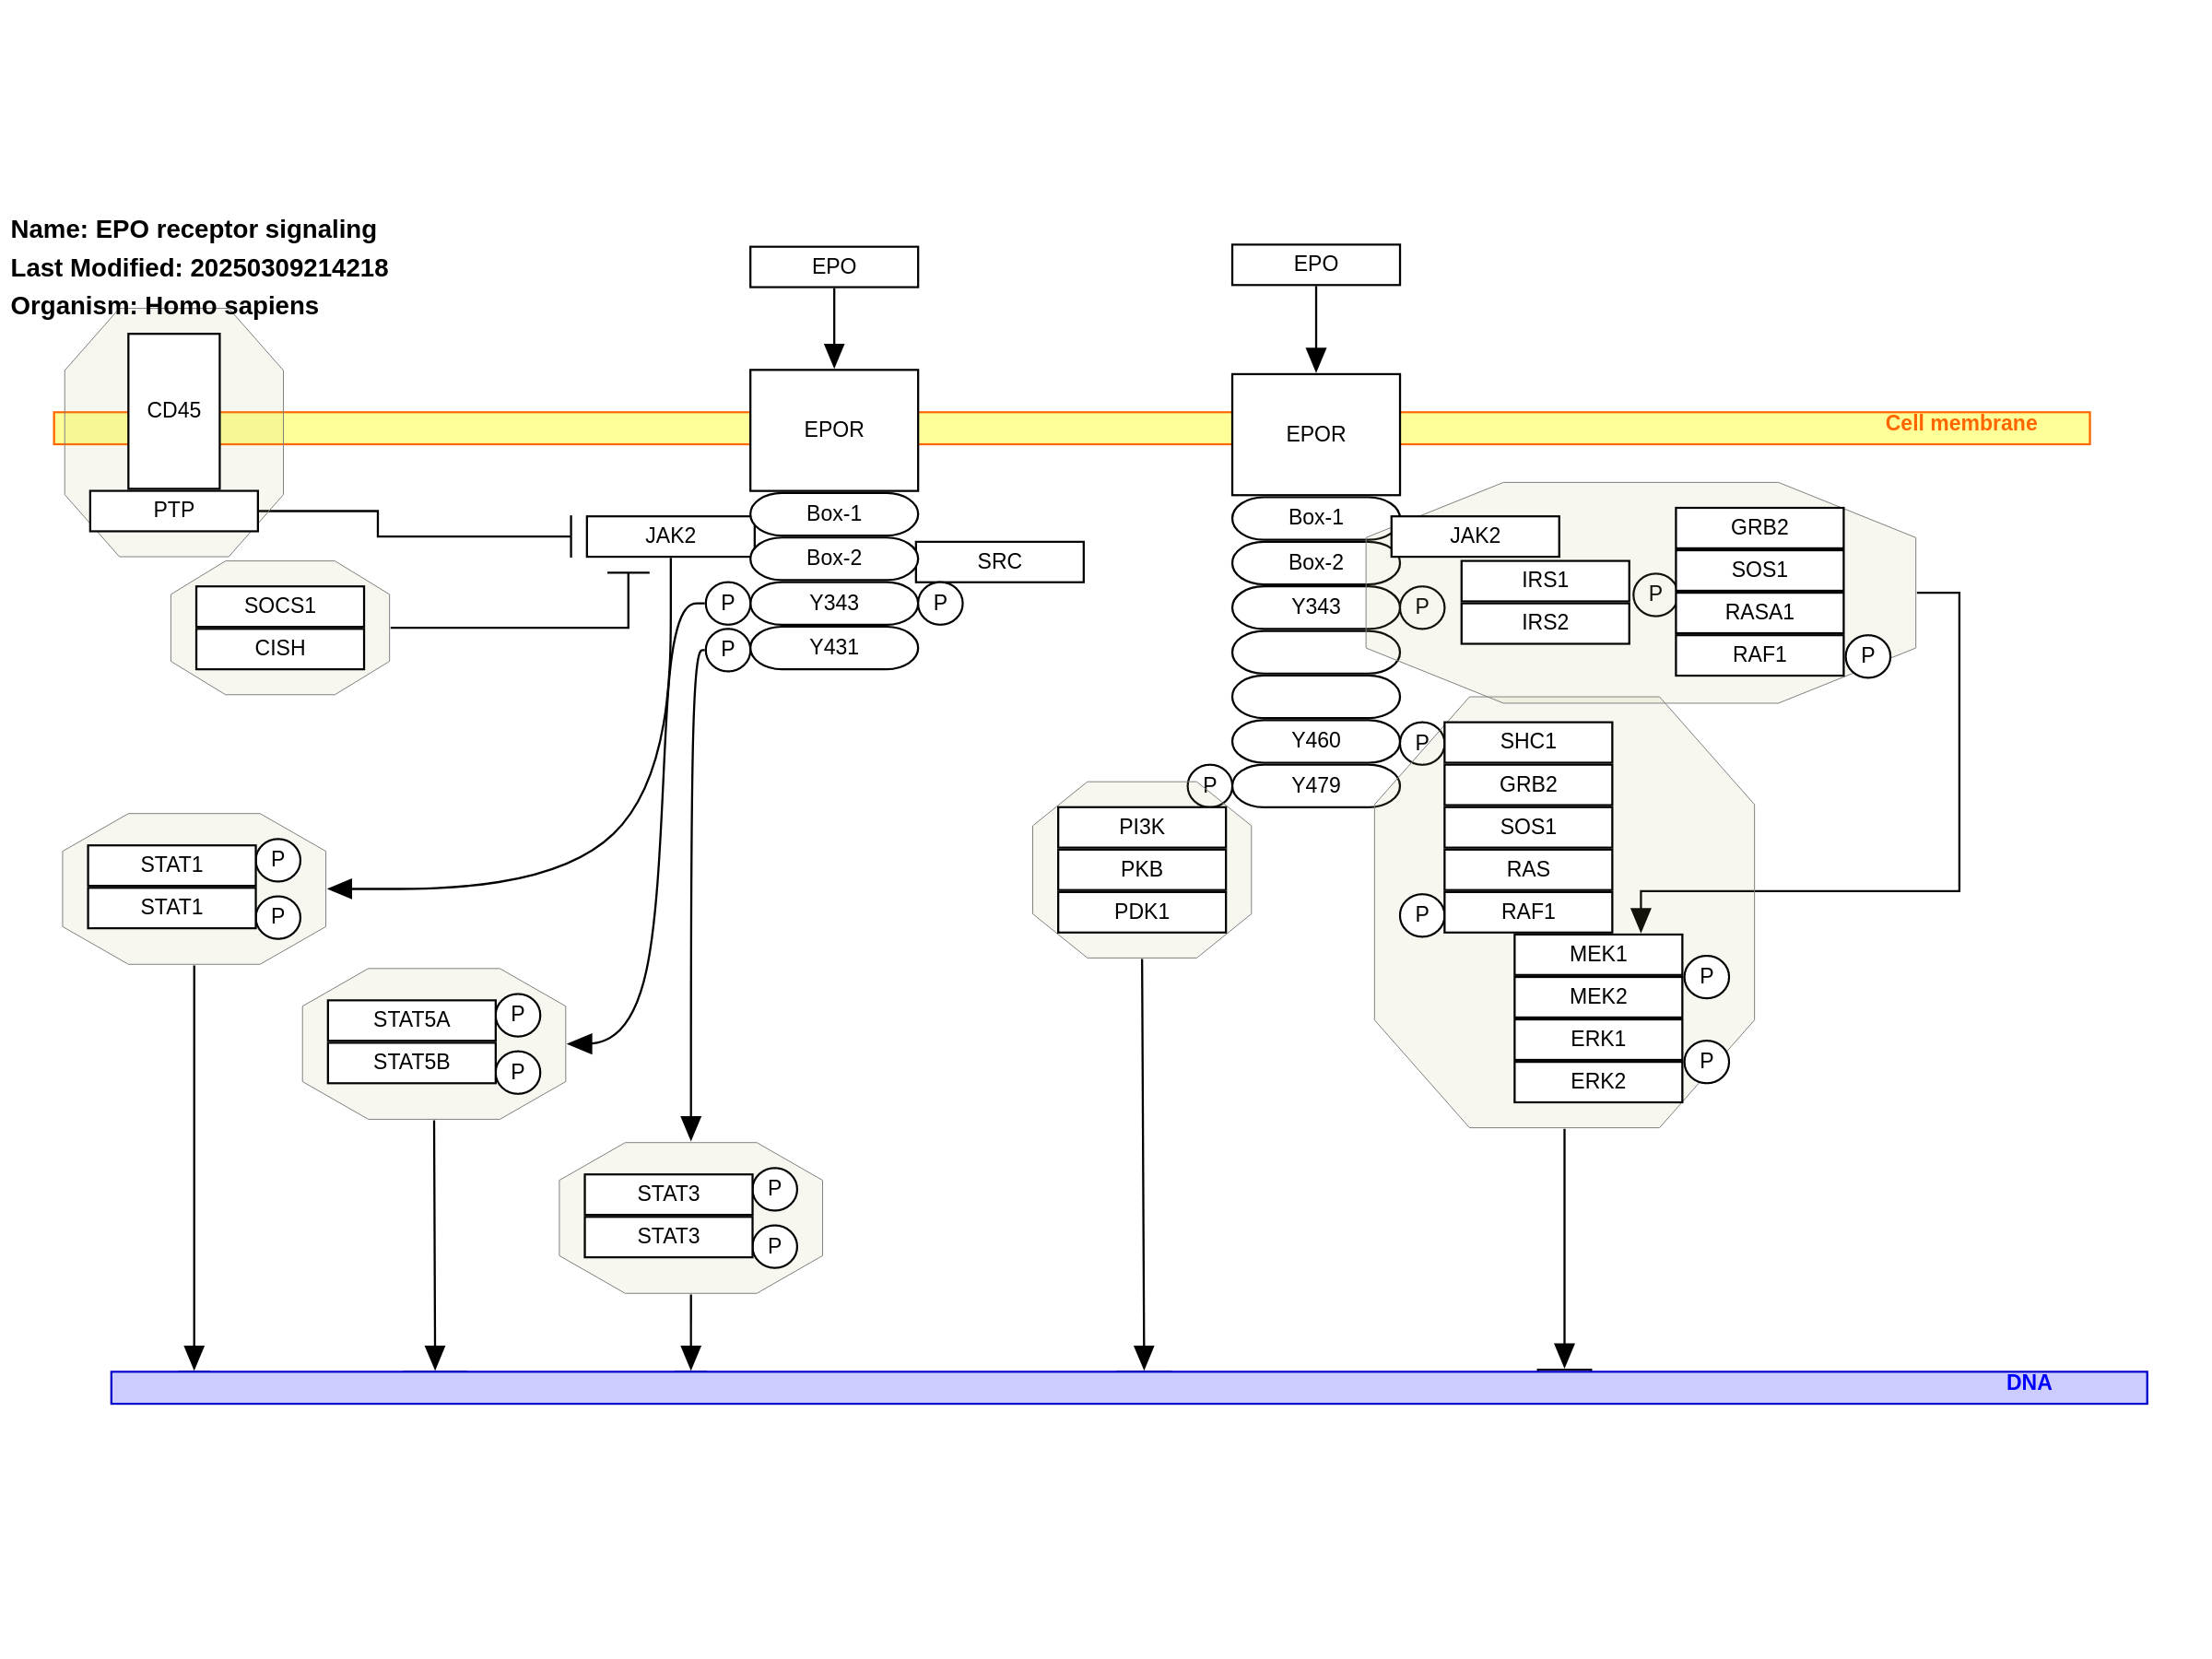 Name: EPO receptor signaling
Last Modified: 20250309214218
Organism: Homo sapiens
EPO
EPO
CD45
EPOR
EPOR
Cell membrane
PTP
JAK2
Box-1
Box-2
SRC
P
Y343
P
P
Y431
SOCS1
CISH
Box-1
Box-2
Y343
P
Y460
P
Y479
P
JAK2
IRS1
IRS2
P
GRB2
SOS1
RASA1
RAF1
P
SHC1
GRB2
SOS1
RAS
RAF1
P
MEK1
MEK2
P
ERK1
ERK2
P
PI3K
PKB
PDK1
STAT1
P
STAT1
P
STAT5A
P
STAT5B
P
STAT3
P
STAT3
P
DNA